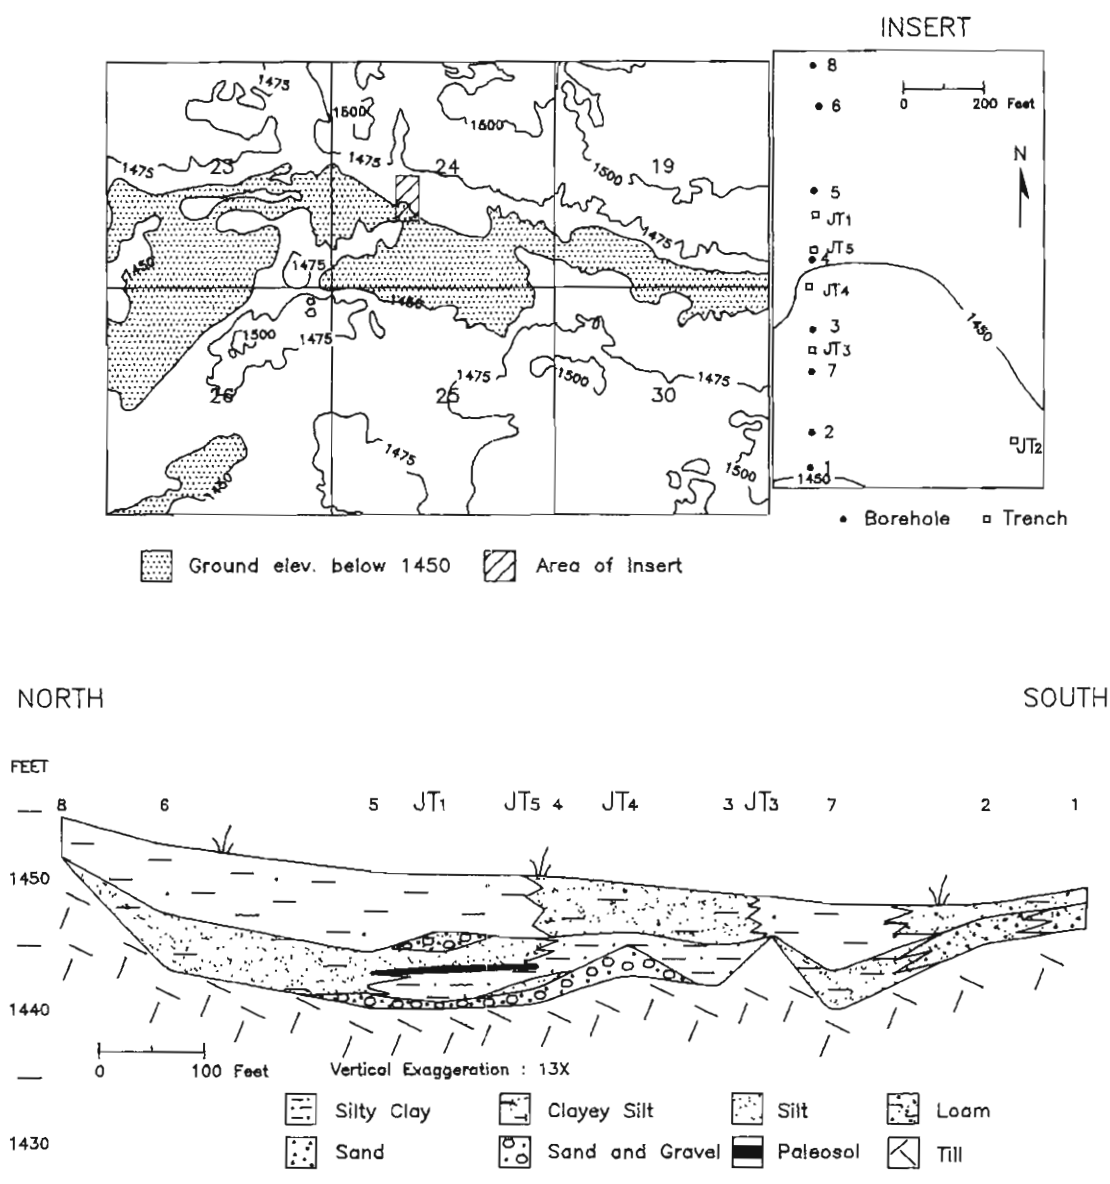 INSERT
8
6
0 200 Feet
N
5
JT1
JT5
4
JT4
3
1450
JT3
7
2
JT2
1
1450
1475
1500
1500
1475
1475
23
24
1500
19
1475
1450
1475
1450
1500
1475
1475
1500
1475
26
25
30
1475
1450
1500
Borehole Trench
Ground elev. below 1450 Area of Insert
NORTH SOUTH
FEET
8 6 5 JT1 JT5 4 JT4 3 JT3 7 2 1
1450
1440
0 100 Feet Vertical Exaggeration : 13X
Silty Clay Clayey Silt Silt Loam
1430
Sand Sand and Gravel Paleosol Till